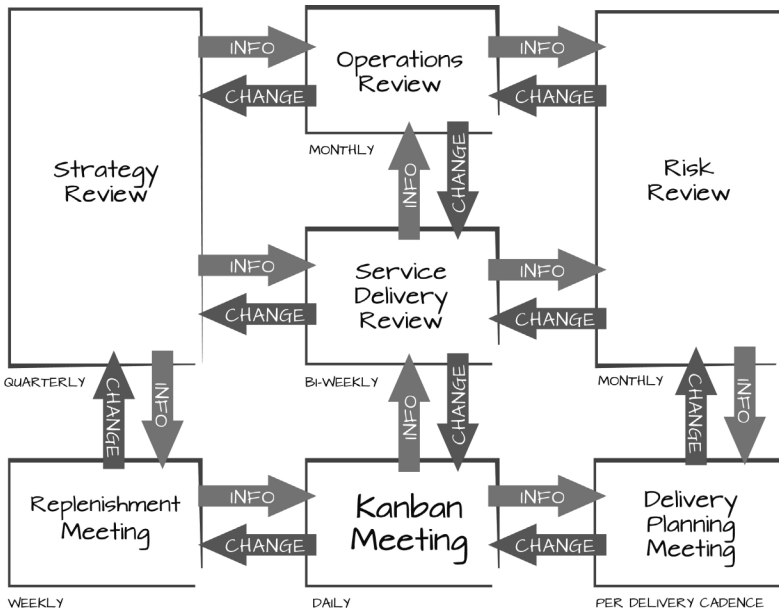 INFO
Operations
Review
INFO
CHANGE
CHANGE
MONTHLY
Strategy
Review
Risk
Review
INFO
CHANGE
INFO
Service
Delivery
Review
INFO
CHANGE
CHANGE
QUARTERLY
BI-WEEKLY
MONTHLY
CHANGE
INFO
INFO
CHANGE
CHANGE
INFO
Replenishment
Meeting
INFO
Kanban
Meeting
INFO
Delivery
Planning
Meeting
CHANGE
CHANGE
WEEKLY
DAILY
PER DELIVERY CADENCE